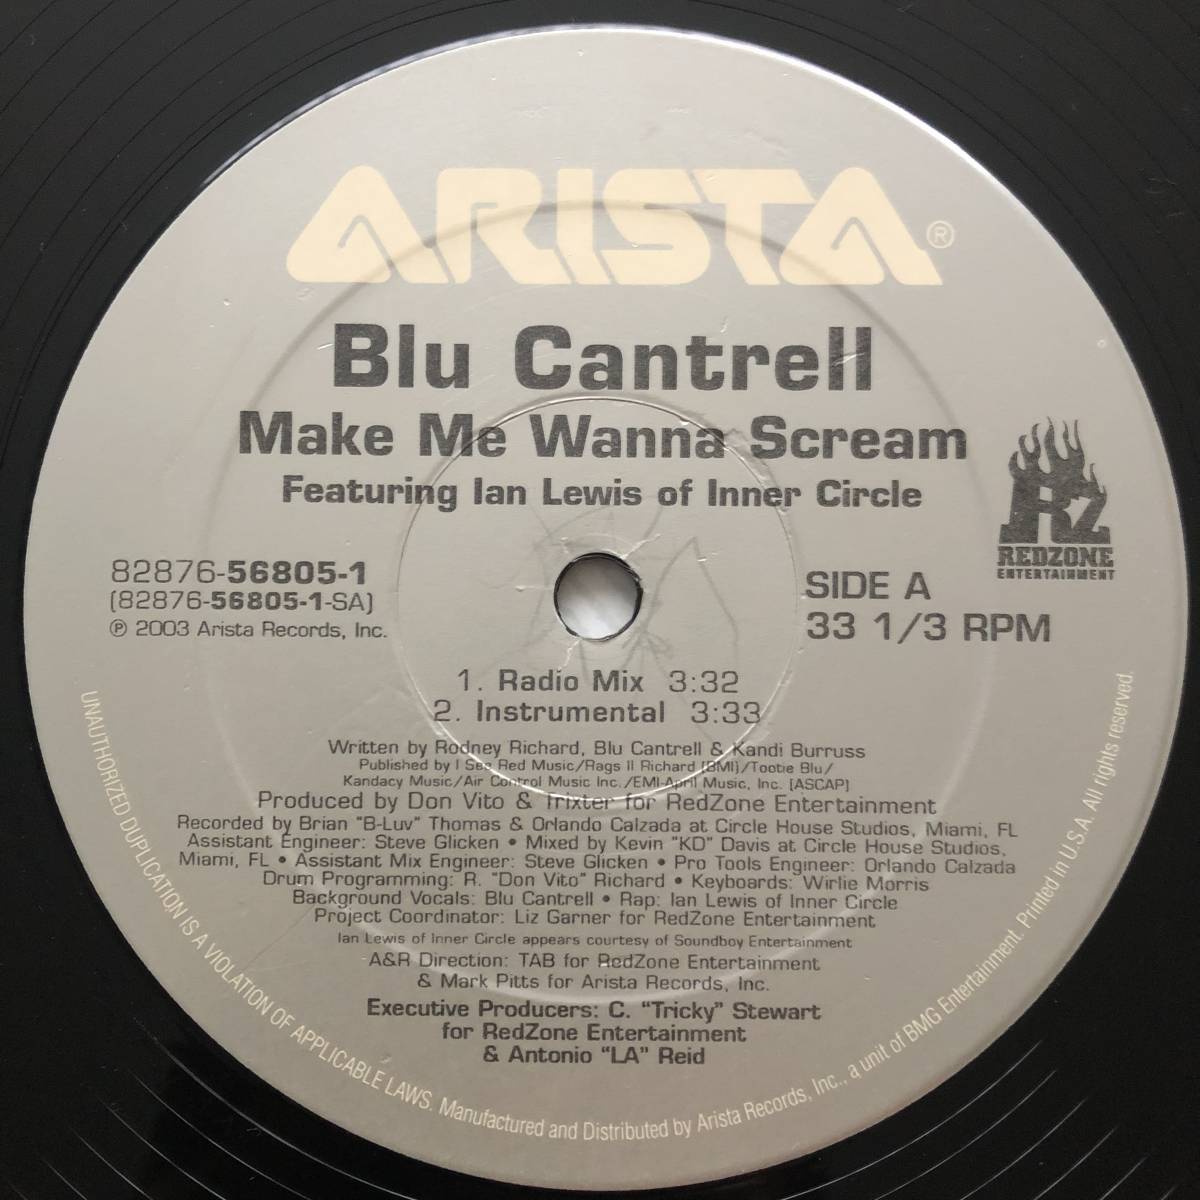 ARISTA®
Blu Cantrell
Make Me Wanna Scream
Featuring Ian Lewis of Inner Circle
RZ
REDZONE
ENTERTAINMENT
82876-56805-1
(82876-56805-1-SA)
℗ 2003 Arista Records, Inc.
SIDE A
33 1/3 RPM
1. Radio Mix 3:32
2. Instrumental 3:33
Written by Rodney Richard, Blu Cantrell & Kandi Burruss
Published by I See Red Music/Rags II Richard (BMI)/Tootie Blu/
Kandacy Music/Air Control Music Inc./EMI-April Music, Inc. (ASCAP)
Produced by Don Vito & Trixter for RedZone Entertainment
Recorded by Brian "B-Luv" Thomas & Orlando Calzada at Circle House Studios, Miami, FL
Assistant Engineer: Steve Glicken • Mixed by Kevin "KD" Davis at Circle House Studios,
Miami, FL • Assistant Mix Engineer: Steve Glicken • Pro Tools Engineer: Orlando Calzada
Drum Programming: R. "Don Vito" Richard • Keyboards: Wirlie Morris
Background Vocals: Blu Cantrell • Rap: Ian Lewis of Inner Circle
Project Coordinator: Liz Garner for RedZone Entertainment
Ian Lewis of Inner Circle appears courtesy of Soundboy Entertainment
A&R Direction: TAB for RedZone Entertainment
& Mark Pitts for Arista Records, Inc.
Executive Producers: C. "Tricky" Stewart
for RedZone Entertainment
& Antonio "LA" Reid
UNAUTHORIZED DUPLICATION IS A VIOLATION OF APPLICABLE LAWS. Manufactured and Distributed by Arista Records, Inc., a unit of BMG Entertainment. Printed in U.S.A. All rights reserved.